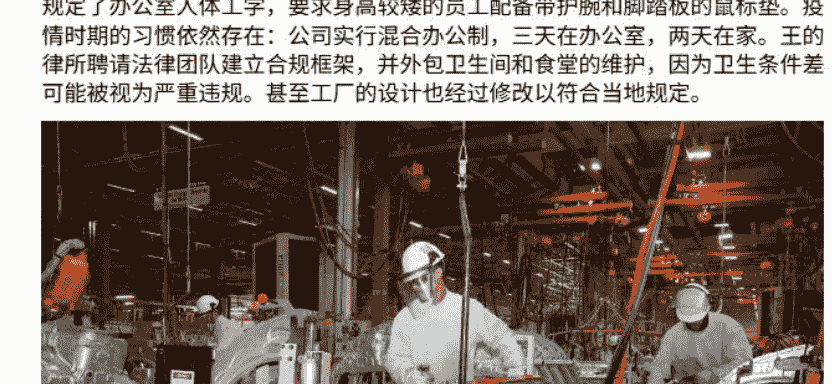 规定了办公室人体工学，要求身高较矮的员工配备带护腕和脚踏板的鼠标垫。疫
情时期的习惯依然存在：公司实行混合办公制，三天在办公室，两天在家。王的
律所聘请法律团队建立合规框架，并外包卫生间和食堂的维护，因为卫生条件差
可能被视为严重违规。甚至工厂的设计也经过修改以符合当地规定。